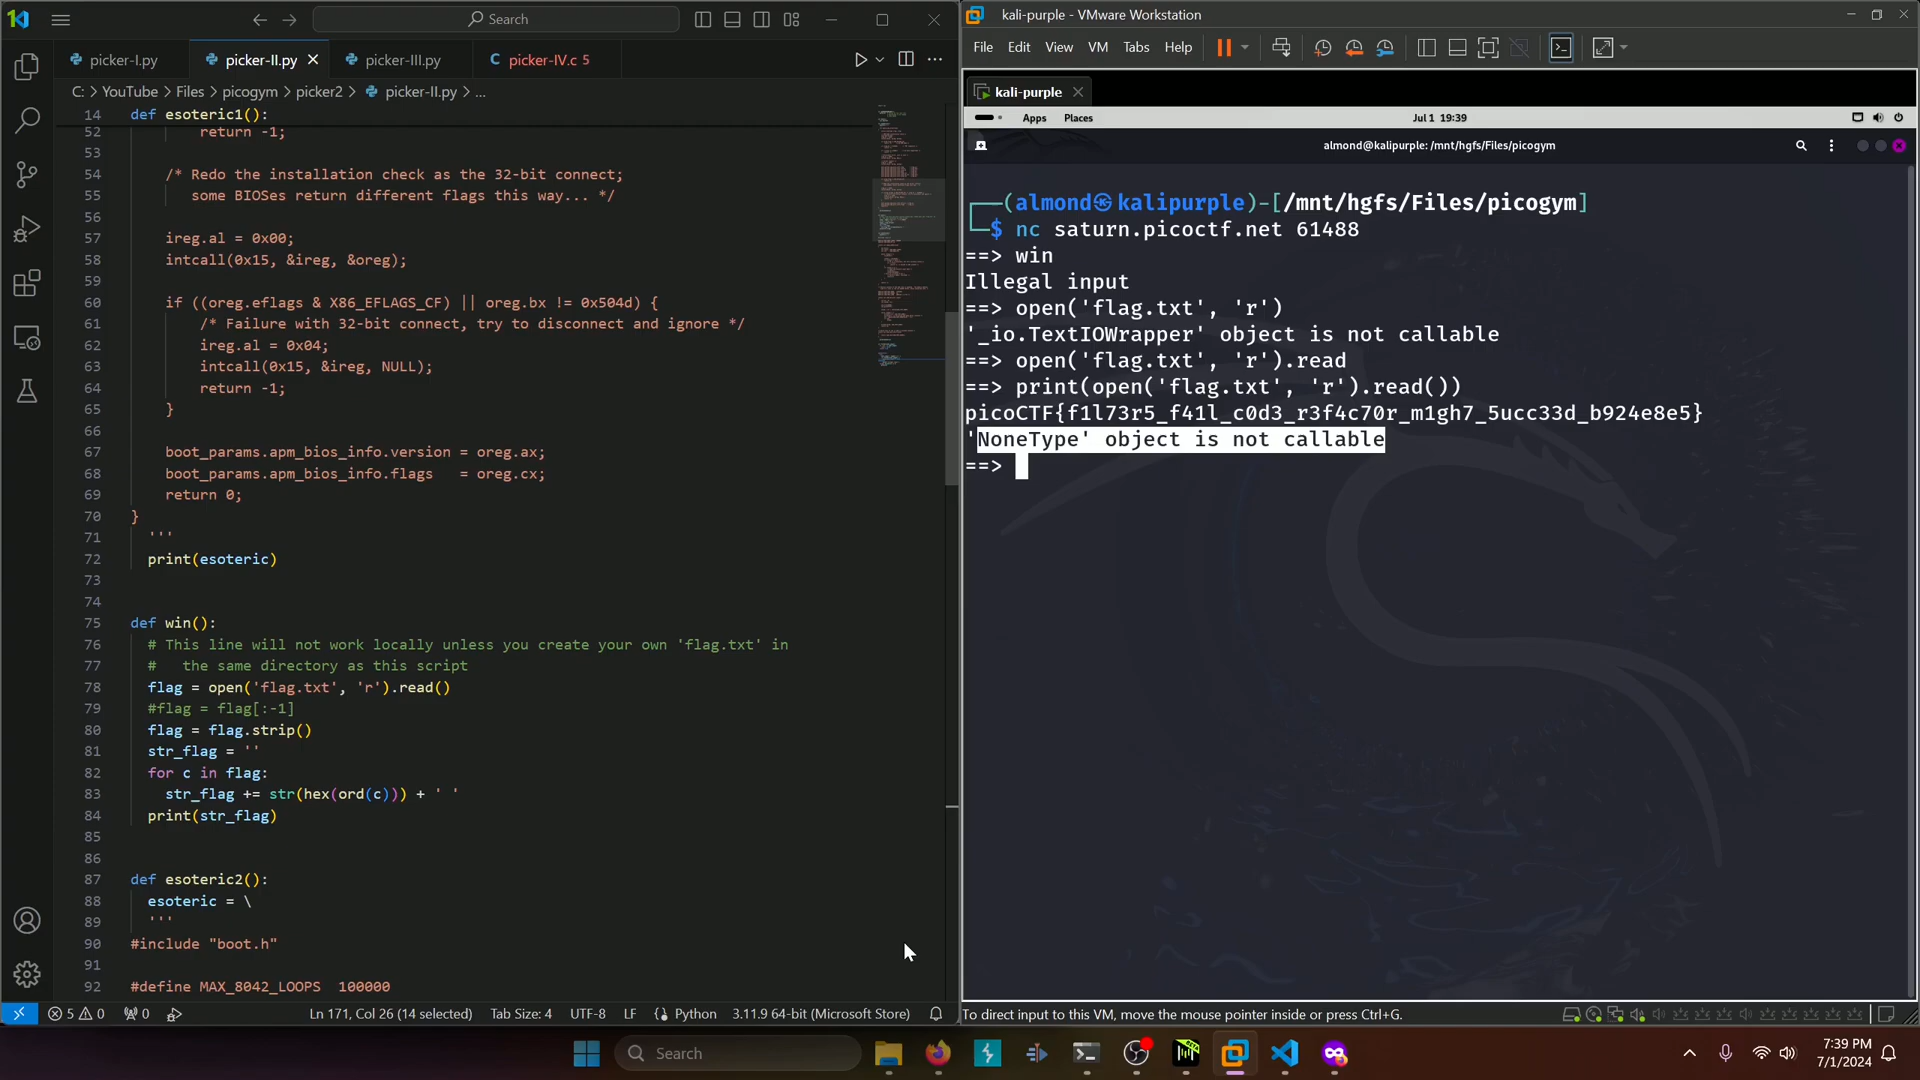 Search
picker-I.py
picker-II.py
picker-III.py
C picker-IV.c 5
C: > YouTube > Files > picogym > picker2 > picker-II.py > ...
14 def esoteric1():
52 return -1;
53
54 /* Redo the installation check as the 32-bit connect;
55 some BIOSes return different flags this way... */
56
57 ireg.al = 0x00;
58 intcall(0x15, &ireg, &oreg);
59
60 if ((oreg.eflags & X86_EFLAGS_CF) || oreg.bx != 0x504d) {
61 /* Failure with 32-bit connect, try to disconnect and ignore */
62 ireg.al = 0x04;
63 intcall(0x15, &ireg, NULL);
64 return -1;
65 }
66
67 boot_params.apm_bios_info.version = oreg.ax;
68 boot_params.apm_bios_info.flags   = oreg.cx;
69 return 0;
70 }
71 '''
72 print(esoteric)
73
74
75 def win():
76 # This line will not work locally unless you create your own 'flag.txt' in
77 #   the same directory as this script
78 flag = open('flag.txt', 'r').read()
79 #flag = flag[:-1]
80 flag = flag.strip()
81 str_flag = ''
82 for c in flag:
83 str_flag += str(hex(ord(c))) + ' '
84 print(str_flag)
85
86
87 def esoteric2():
88 esoteric = \
89 '''
90 #include "boot.h"
91
92 #define MAX_8042_LOOPS  100000
5 0 0 Ln 171, Col 26 (14 selected) Tab Size: 4 UTF-8 LF Python 3.11.9 64-bit (Microsoft Store)
kali-purple - VMware Workstation
File Edit View VM Tabs Help
kali-purple
Apps Places Jul 1 19:39
almond@kalipurple: /mnt/hgfs/Files/picogym
(almond㉿kalipurple)-[/mnt/hgfs/Files/picogym]
$ nc saturn.picoctf.net 61488
==> win
Illegal input
==> open('flag.txt', 'r')
'_io.TextIOWrapper' object is not callable
==> open('flag.txt', 'r').read
==> print(open('flag.txt', 'r').read())
picoCTF{f1l73r5_f41l_c0d3_r3f4c70r_m1gh7_5ucc33d_b924e8e5}
'NoneType' object is not callable
==>
To direct input to this VM, move the mouse pointer inside or press Ctrl+G.
Search
7:39 PM
7/1/2024